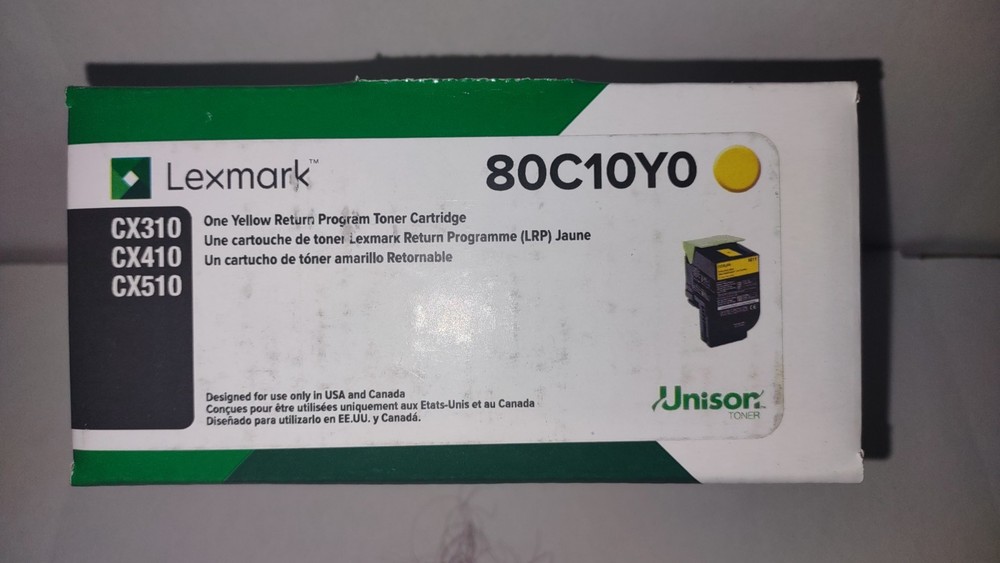 Lexmark™
80C10Y0
CX310
CX410
CX510
One Yellow Return Program Toner Cartridge
Une cartouche de toner Lexmark Return Programme (LRP) Jaune
Un cartucho de tóner amarillo Retornable
Designed for use only in USA and Canada
Conçues pour être utilisées uniquement aux Etats-Unis et au Canada
Diseñado para utilizarlo en EE.UU. y Canadá.
Unison
TONER